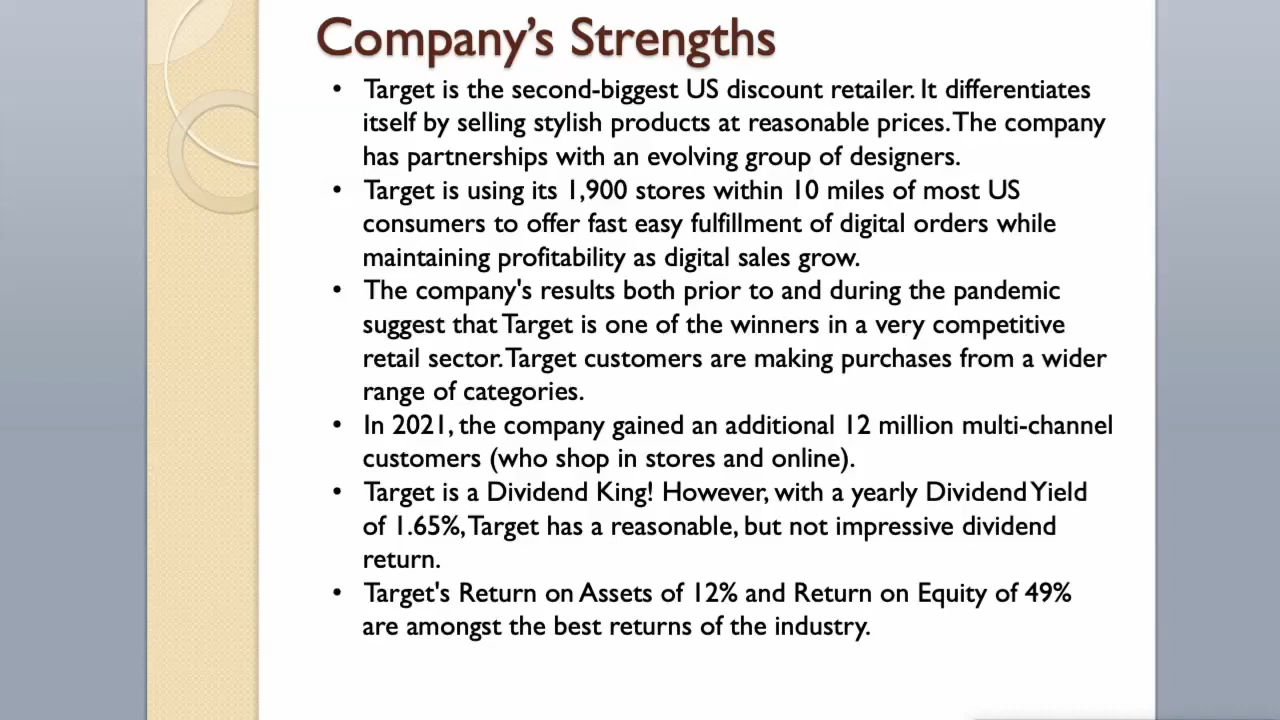 Company's Strengths
• Target is the second-biggest US discount retailer. It differentiates
itself by selling stylish products at reasonable prices. The company
has partnerships with an evolving group of designers.
• Target is using its 1,900 stores within 10 miles of most US
consumers to offer fast easy fulfillment of digital orders while
maintaining profitability as digital sales grow.
• The company's results both prior to and during the pandemic
suggest that Target is one of the winners in a very competitive
retail sector. Target customers are making purchases from a wider
range of categories.
• In 2021, the company gained an additional 12 million multi-channel
customers (who shop in stores and online).
• Target is a Dividend King! However, with a yearly Dividend Yield
of 1.65%, Target has a reasonable, but not impressive dividend
return.
• Target's Return on Assets of 12% and Return on Equity of 49%
are amongst the best returns of the industry.